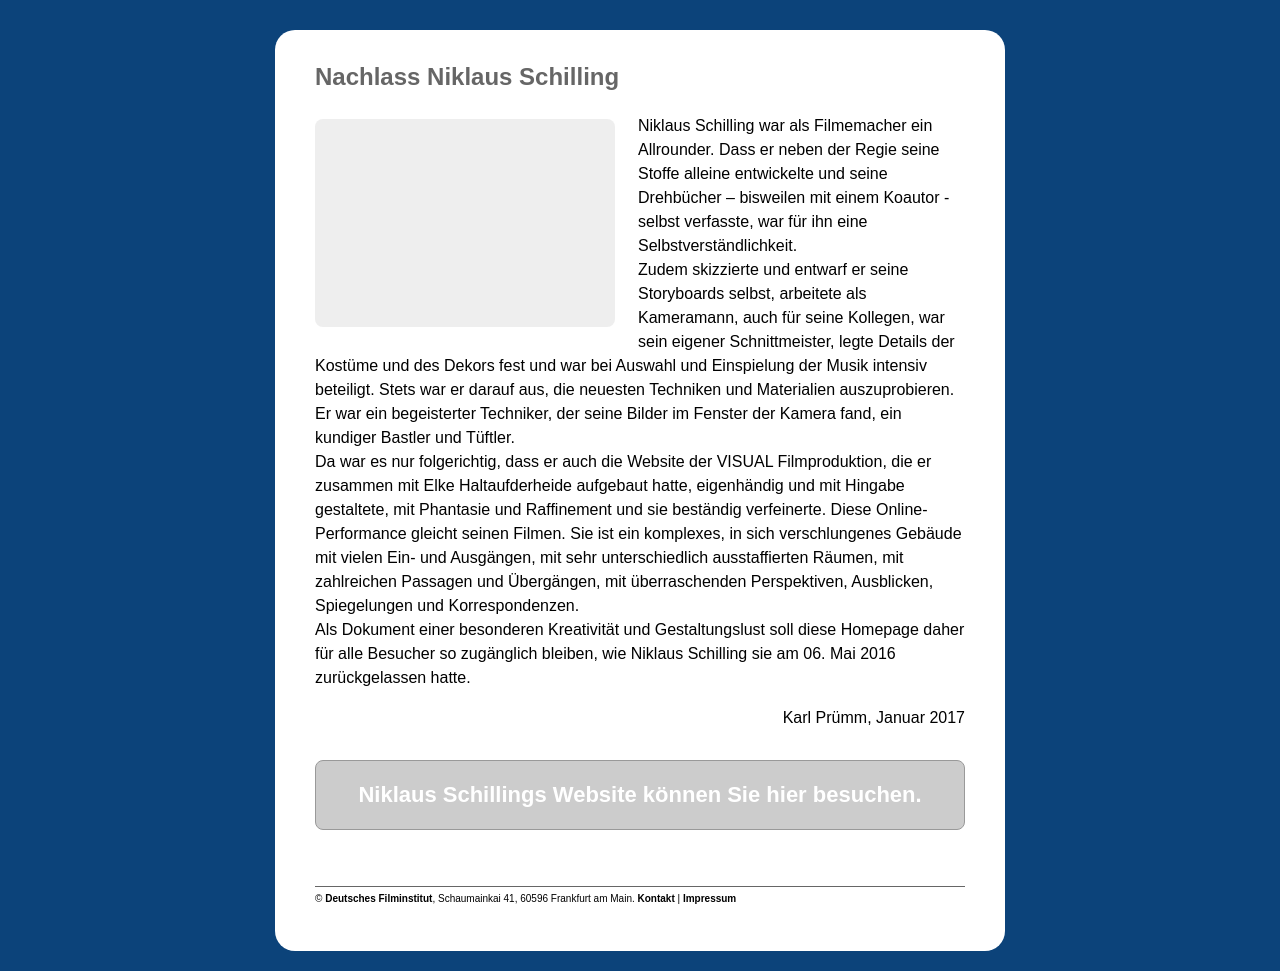 Nachlass Niklaus Schilling
Niklaus Schilling war als Filmemacher ein
Allrounder. Dass er neben der Regie seine
Stoffe alleine entwickelte und seine
Drehbücher – bisweilen mit einem Koautor -
selbst verfasste, war für ihn eine
Selbstverständlichkeit.
Zudem skizzierte und entwarf er seine
Storyboards selbst, arbeitete als
Kameramann, auch für seine Kollegen, war
sein eigener Schnittmeister, legte Details der
Kostüme und des Dekors fest und war bei Auswahl und Einspielung der Musik intensiv
beteiligt. Stets war er darauf aus, die neuesten Techniken und Materialien auszuprobieren.
Er war ein begeisterter Techniker, der seine Bilder im Fenster der Kamera fand, ein
kundiger Bastler und Tüftler.
Da war es nur folgerichtig, dass er auch die Website der VISUAL Filmproduktion, die er
zusammen mit Elke Haltaufderheide aufgebaut hatte, eigenhändig und mit Hingabe
gestaltete, mit Phantasie und Raffinement und sie beständig verfeinerte. Diese Online-
Performance gleicht seinen Filmen. Sie ist ein komplexes, in sich verschlungenes Gebäude
mit vielen Ein- und Ausgängen, mit sehr unterschiedlich ausstaffierten Räumen, mit
zahlreichen Passagen und Übergängen, mit überraschenden Perspektiven, Ausblicken,
Spiegelungen und Korrespondenzen.
Als Dokument einer besonderen Kreativität und Gestaltungslust soll diese Homepage daher
für alle Besucher so zugänglich bleiben, wie Niklaus Schilling sie am 06. Mai 2016
zurückgelassen hatte.
Karl Prümm, Januar 2017
Niklaus Schillings Website können Sie hier besuchen.
© Deutsches Filminstitut, Schaumainkai 41, 60596 Frankfurt am Main. Kontakt | Impressum